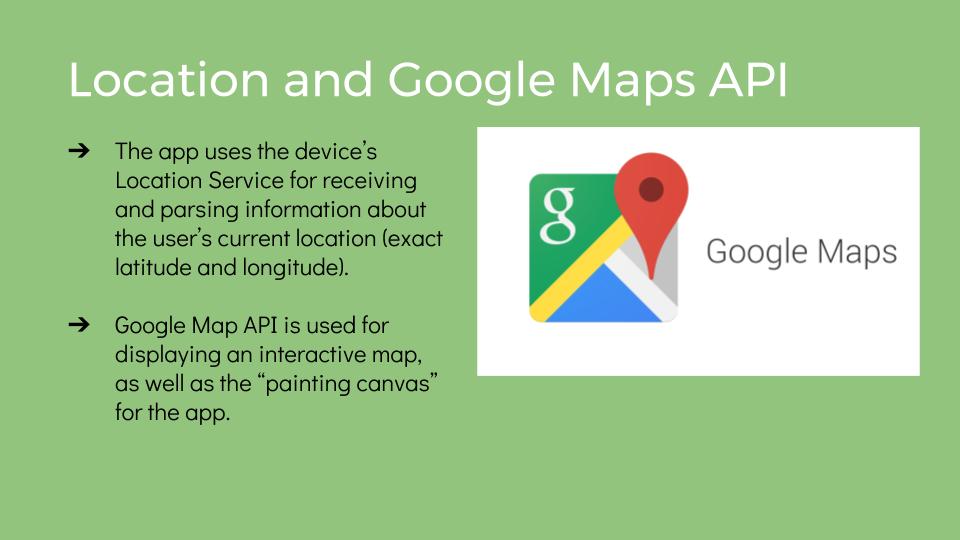 Location and Google Maps API
➔ The app uses the device’s
Location Service for receiving
and parsing information about
the user’s current location (exact
latitude and longitude).
➔ Google Map API is used for
displaying an interactive map,
as well as the “painting canvas”
for the app.
g
Google Maps